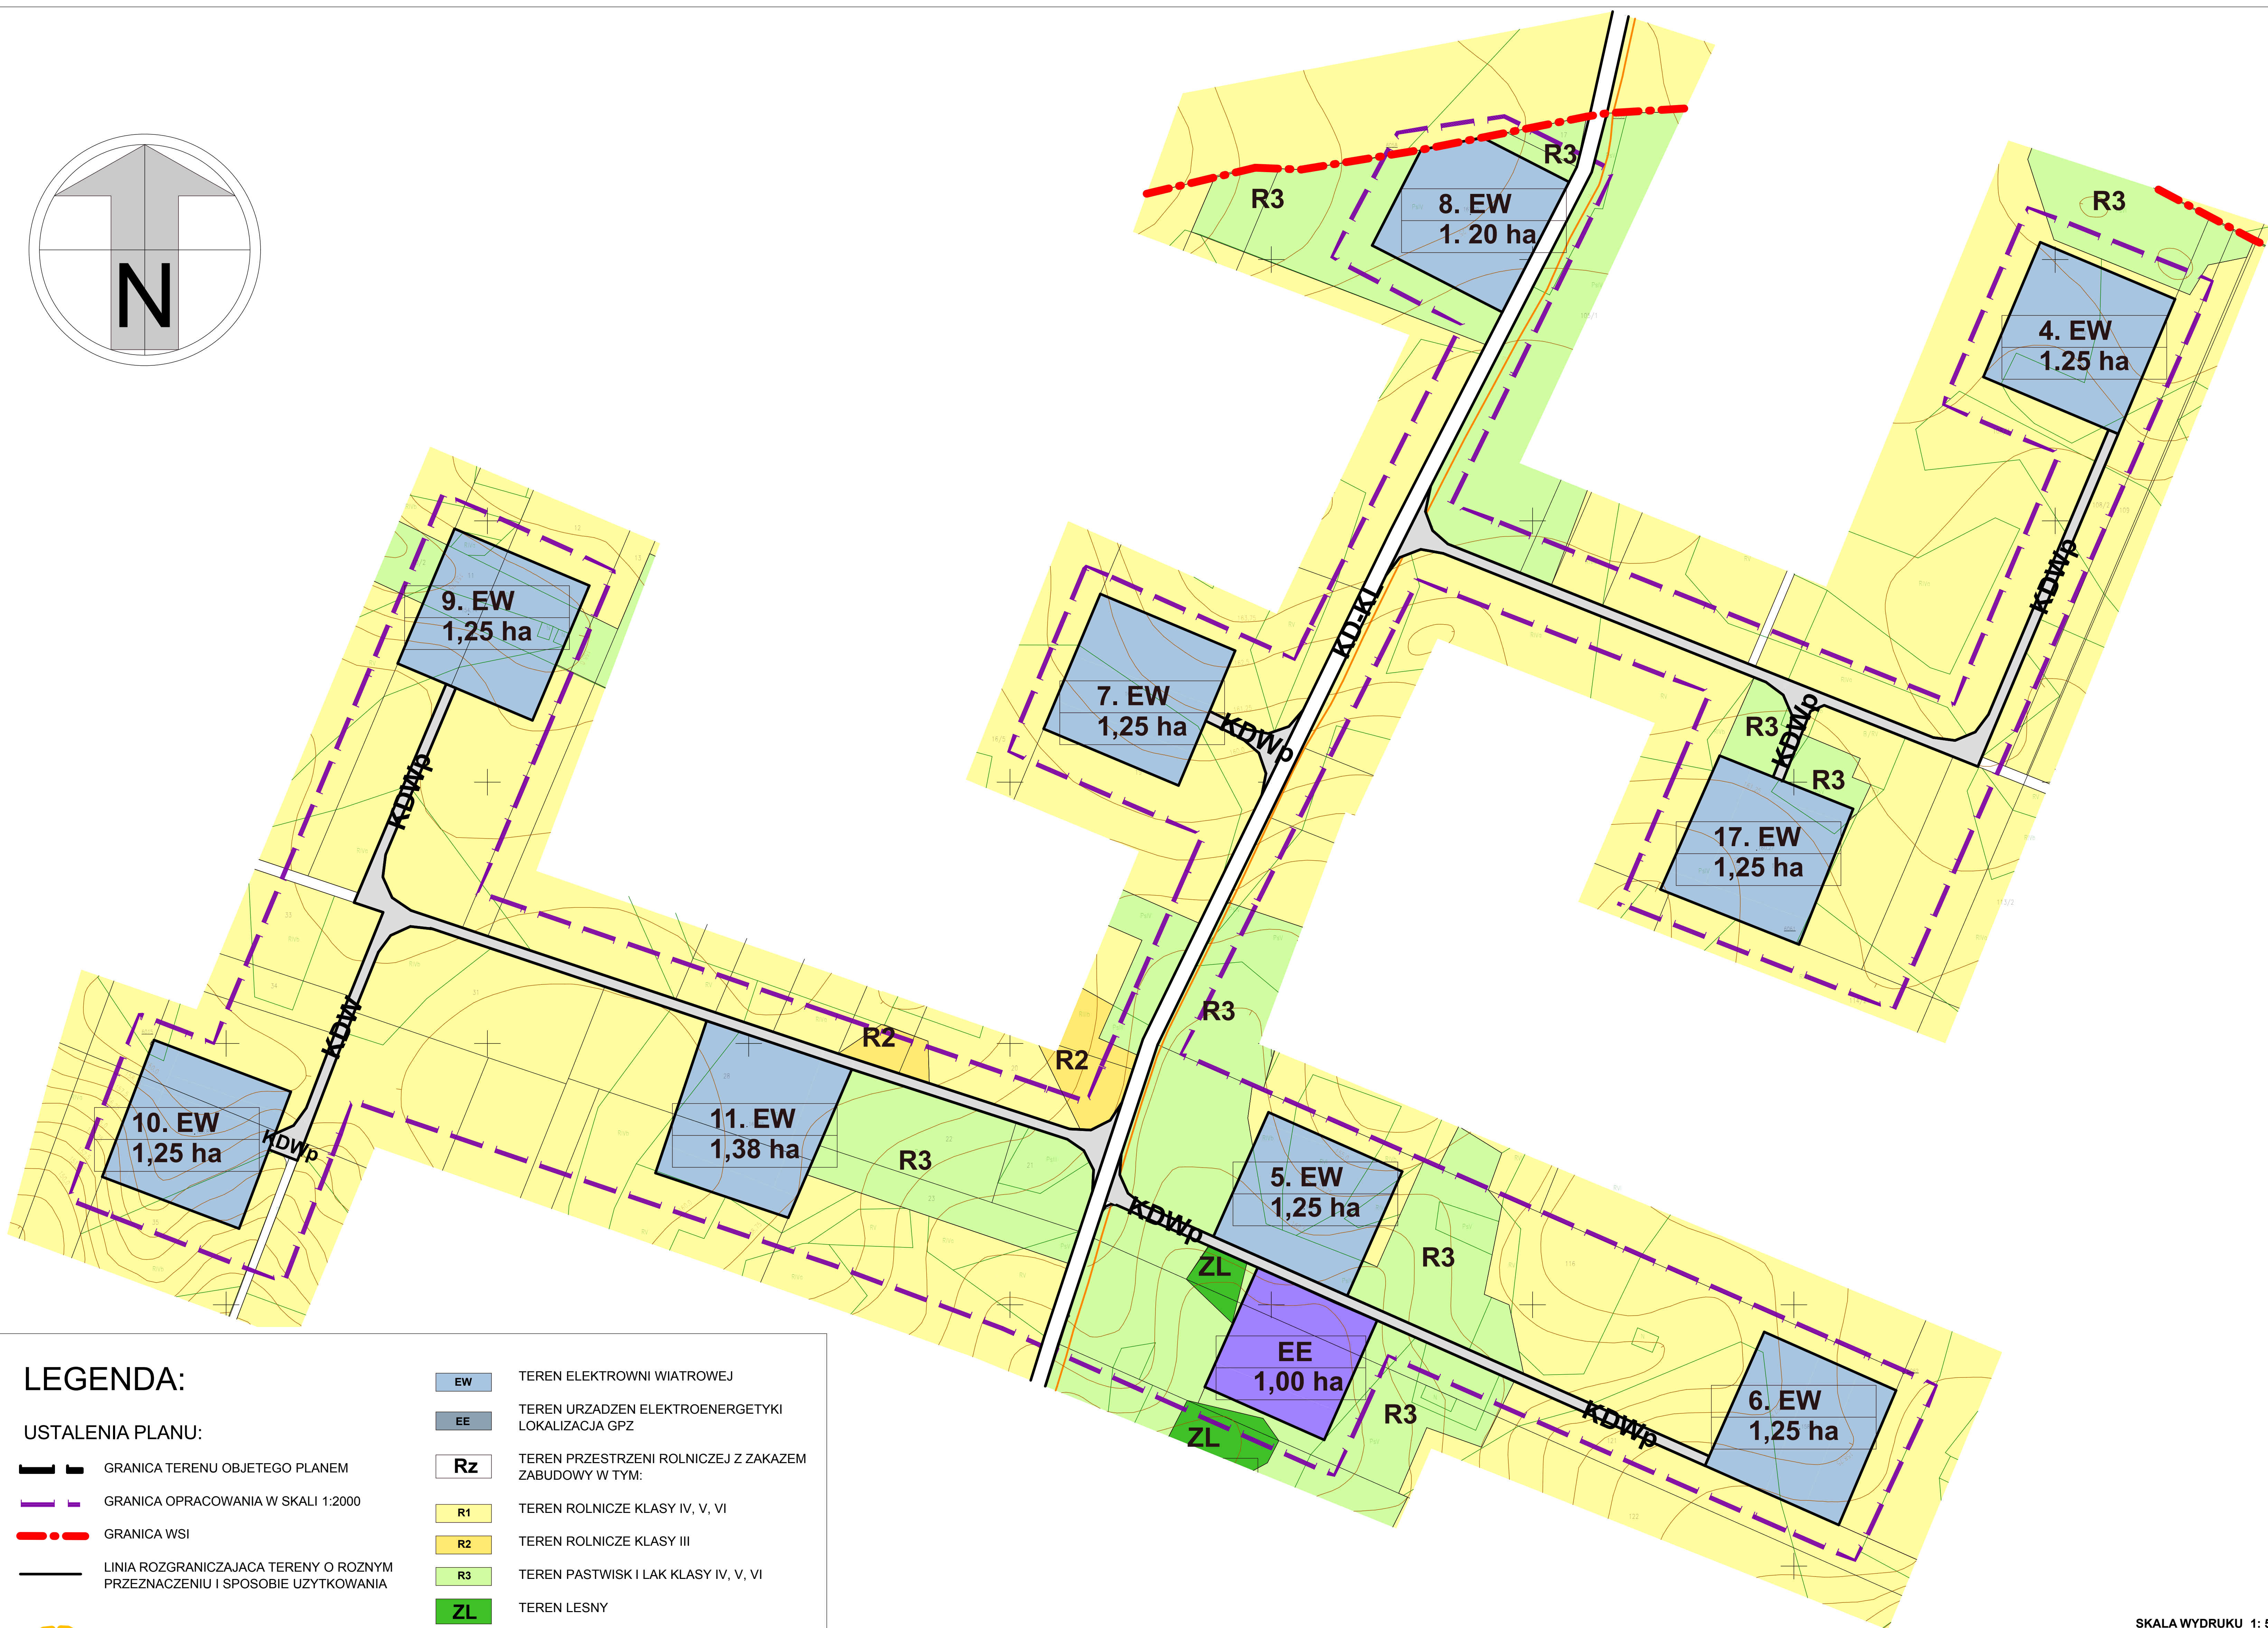 N
R3
R3
8. EW
1. 20 ha
R3
4. EW
1.25 ha
KDWp
9. EW
1,25 ha
KDWp
7. EW
1,25 ha
KDWp
KD-KL
R3
KDWp
R3
17. EW
1,25 ha
KDW
10. EW
1,25 ha
KDWp
11. EW
1,38 ha
R2
R2
R3
R3
5. EW
1,25 ha
KDWp
ZL
R3
EE
1,00 ha
R3
ZL
KDWp
6. EW
1,25 ha
LEGENDA:
USTALENIA PLANU:
GRANICA TERENU OBJETEGO PLANEM
GRANICA OPRACOWANIA W SKALI 1:2000
GRANICA WSI
LINIA ROZGRANICZAJACA TERENY O ROZNYM
PRZEZNACZENIU I SPOSOBIE UZYTKOWANIA
EW TEREN ELEKTROWNI WIATROWEJ
EE TEREN URZADZEN ELEKTROENERGETYKI
LOKALIZACJA GPZ
Rz TEREN PRZESTRZENI ROLNICZEJ Z ZAKAZEM
ZABUDOWY W TYM:
R1 TEREN ROLNICZE KLASY IV, V, VI
R2 TEREN ROLNICZE KLASY III
R3 TEREN PASTWISK I LAK KLASY IV, V, VI
ZL TEREN LESNY
SKALA WYDRUKU 1: